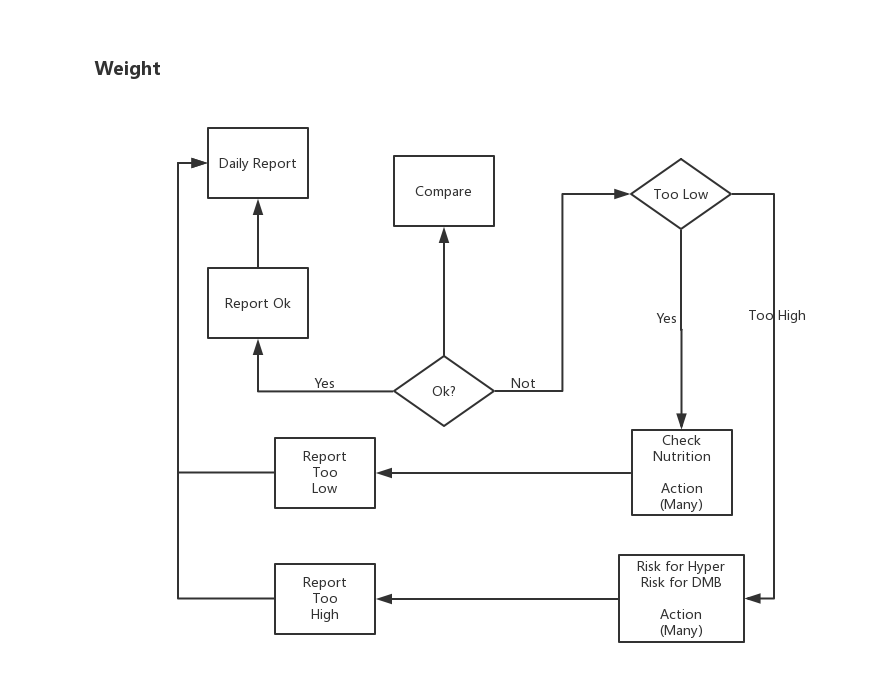 Weight
Daily Report
Compare
Too Low
Report Ok
Yes
Too High
Yes
Ok?
Not
Report
Too
Low
Check
Nutrition
Action
(Many)
Report
Too
High
Risk for Hyper
Risk for DMB
Action
(Many)